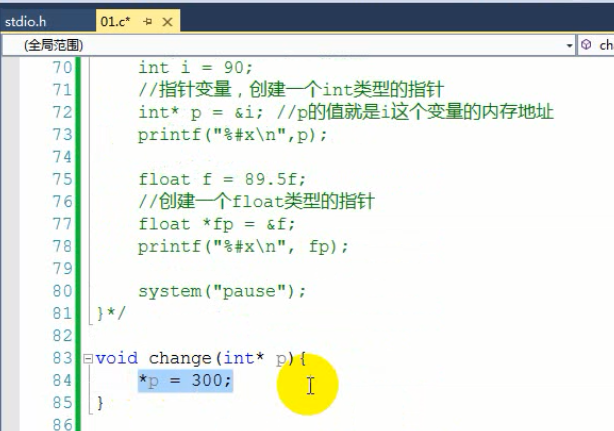 stdio.h 01.c*
(全局范围) ch
70 int i = 90;
71 //指针变量，创建一个int类型的指针
72 int* p = &i; //p的值就是i这个变量的内存地址
73 printf("%#x\n",p);
74
75 float f = 89.5f;
76 //创建一个float类型的指针
77 float *fp = &f;
78 printf("%#x\n", fp);
79
80 system("pause");
81 }*/
82
83 void change(int* p){
84 *p = 300;
85 }
86